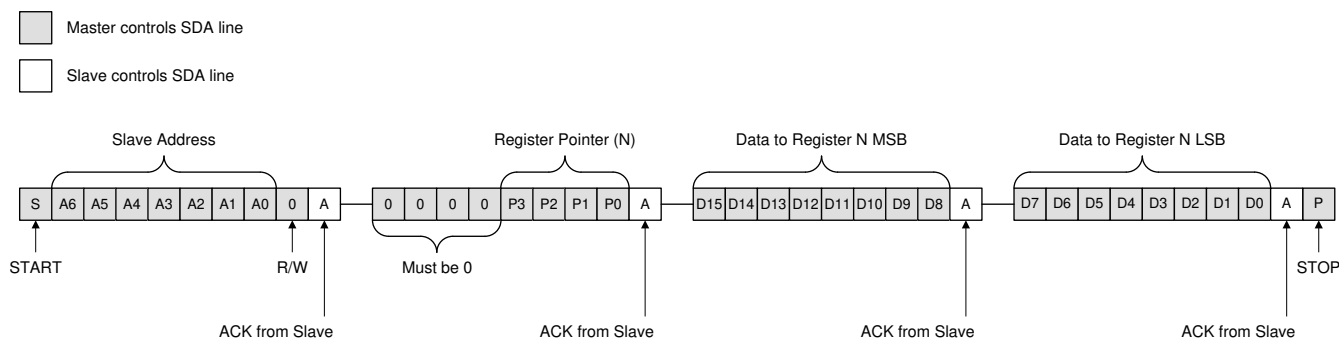 Master controls SDA line
Slave controls SDA line
Slave Address
Register Pointer (N)
Data to Register N MSB
Data to Register N LSB
S A6 A5 A4 A3 A2 A1 A0 0 A 0 0 0 0 P3 P2 P1 P0 A D15 D14 D13 D12 D11 D10 D9 D8 A D7 D6 D5 D4 D3 D2 D1 D0 A P
START R/W Must be 0 STOP
ACK from Slave ACK from Slave ACK from Slave ACK from Slave